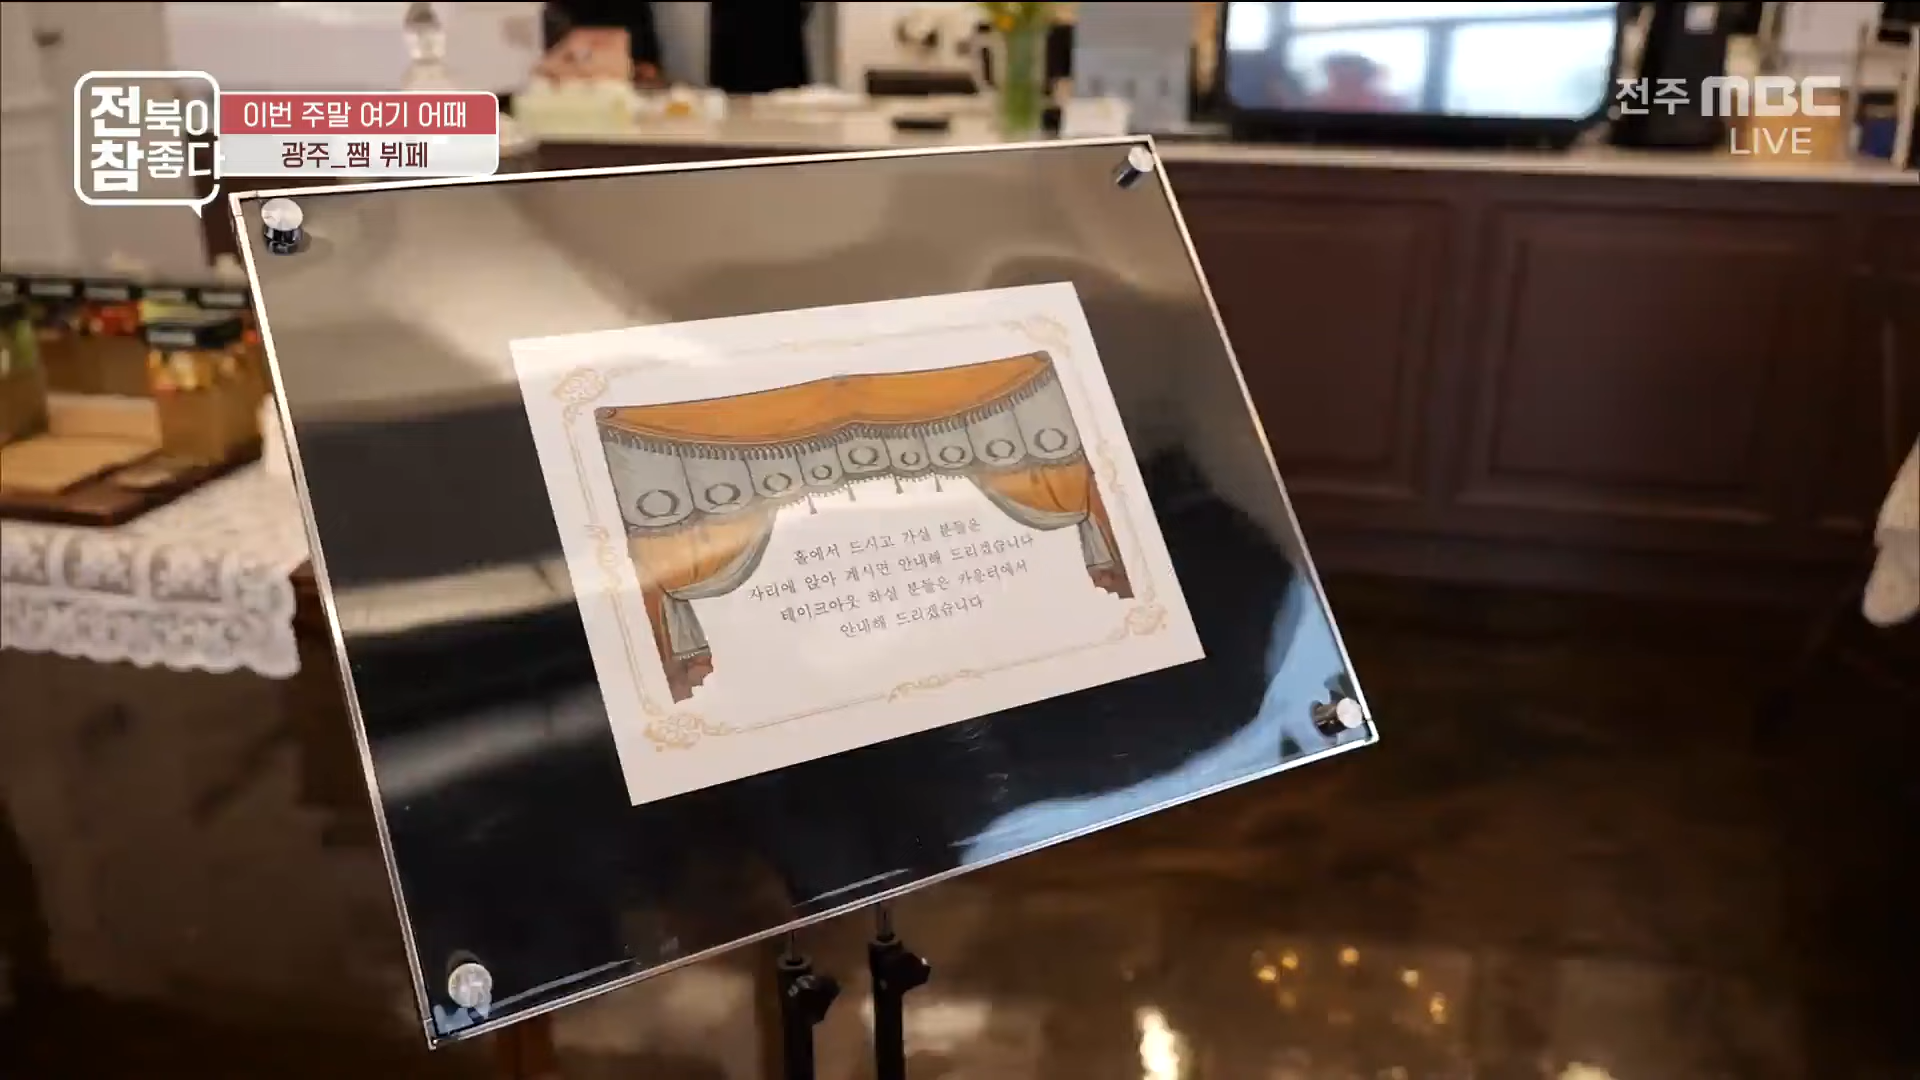 전북이
참좋다
이번 주말 여기 어때
광주_쨈 뷔페
전주 MBC
LIVE
홀에서 드시고 가실 분들은
자리에 앉아 계시면 안내해 드리겠습니다
테이크아웃 하실 분들은 카운터에서
안내해 드리겠습니다